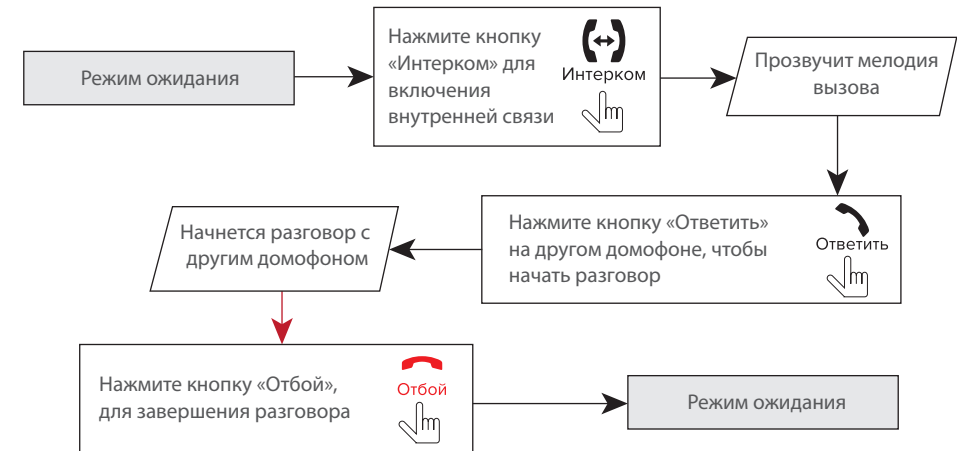 Режим ожидания
Нажмите кнопку
«Интерком» для
включения
внутренней связи
Интерком
Прозвучит мелодия
вызова
Нажмите кнопку «Ответить»
на другом домофоне, чтобы
начать разговор
Ответить
Начнется разговор с
другим домофоном
Нажмите кнопку «Отбой»,
для завершения разговора
Отбой
Режим ожидания